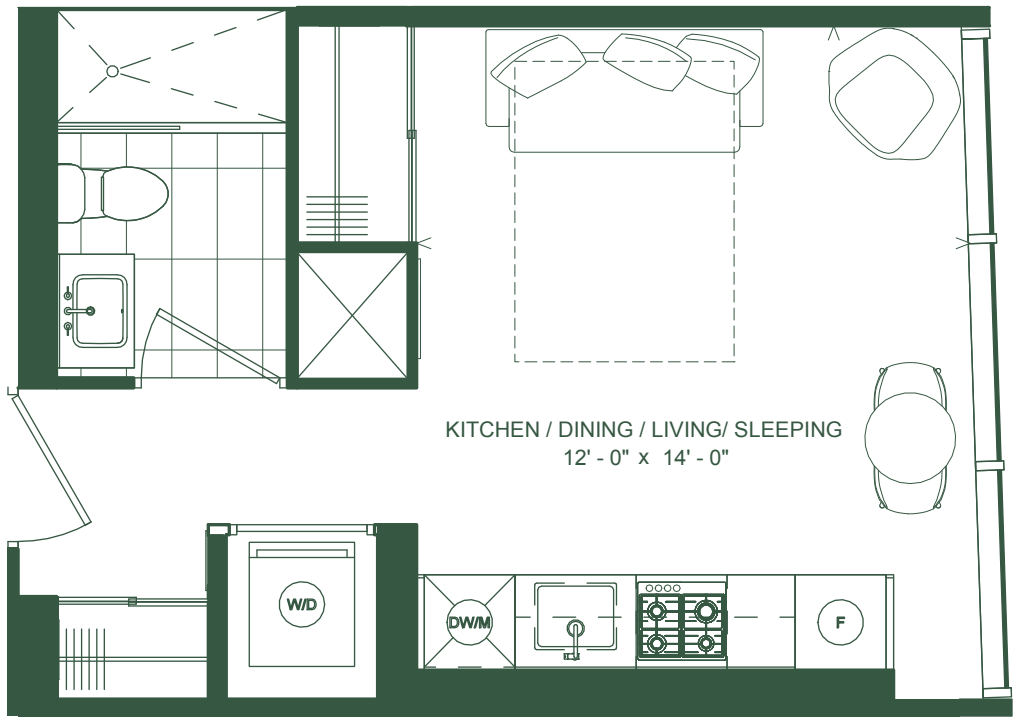 KITCHEN / DINING / LIVING/ SLEEPING
12' - 0" x 14' - 0"
W/D
DW/M
F